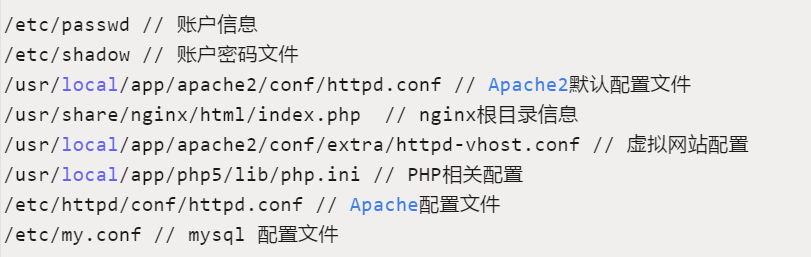 /etc/passwd // 账户信息
/etc/shadow // 账户密码文件
/usr/local/app/apache2/conf/httpd.conf // Apache2默认配置文件
/usr/share/nginx/html/index.php  // nginx根目录信息
/usr/local/app/apache2/conf/extra/httpd-vhost.conf // 虚拟网站配置
/usr/local/app/php5/lib/php.ini // PHP相关配置
/etc/httpd/conf/httpd.conf // Apache配置文件
/etc/my.conf // mysql 配置文件